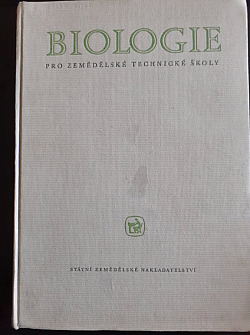 BIOLOGIE
PRO ZEMĚDĚLSKÉ TECHNICKÉ ŠKOLY
STÁTNÍ ZEMĚDĚLSKÉ NAKLADATELSTVÍ